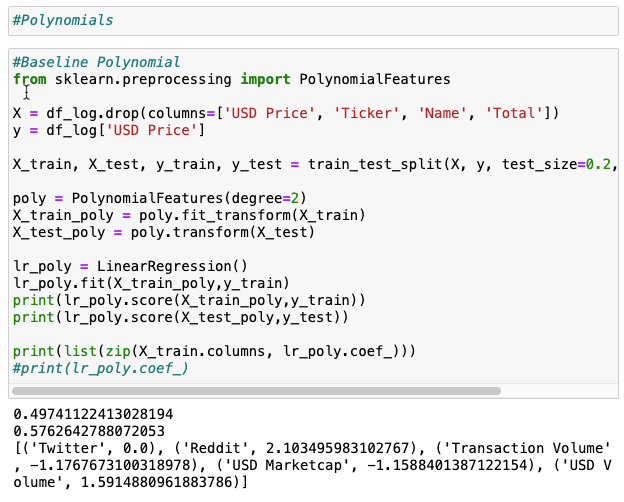 #Polynomials
#Baseline Polynomial
from sklearn.preprocessing import PolynomialFeatures
X = df_log.drop(columns=['USD Price', 'Ticker', 'Name', 'Total'])
y = df_log['USD Price']
X_train, X_test, y_train, y_test = train_test_split(X, y, test_size=0.2,
poly = PolynomialFeatures(degree=2)
X_train_poly = poly.fit_transform(X_train)
X_test_poly = poly.transform(X_test)
lr_poly = LinearRegression()
lr_poly.fit(X_train_poly,y_train)
print(lr_poly.score(X_train_poly,y_train))
print(lr_poly.score(X_test_poly,y_test))
print(list(zip(X_train.columns, lr_poly.coef_)))
#print(lr_poly.coef_)
0.49741122413028194
0.5762642788072053
[('Twitter', 0.0), ('Reddit', 2.103495983102767), ('Transaction Volume'
, -1.1767673100318978), ('USD Marketcap', -1.1588401387122154), ('USD V
olume', 1.5914880961883786)]